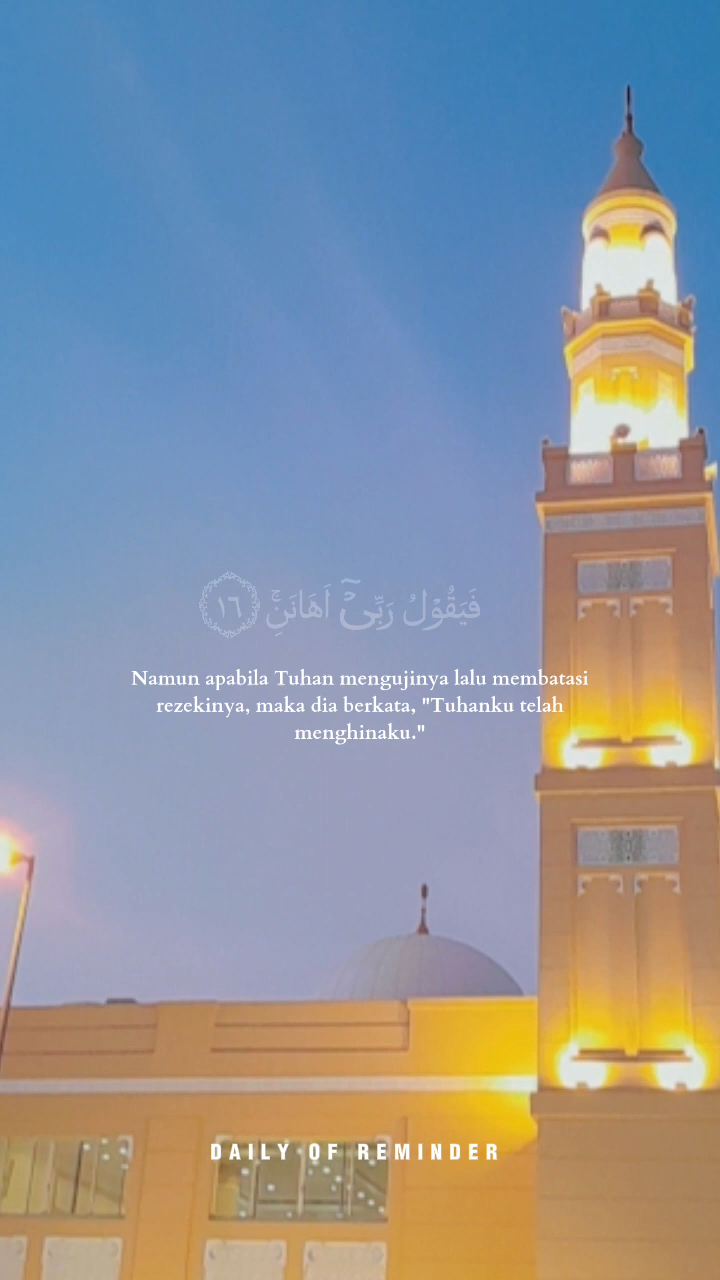 فَيَقُوْلُ رَبِّيْٓ اَهَانَنِۚ ١٦
Namun apabila Tuhan mengujinya lalu membatasi
rezekinya, maka dia berkata, "Tuhanku telah
menghinaku."
DAILY OF REMINDER